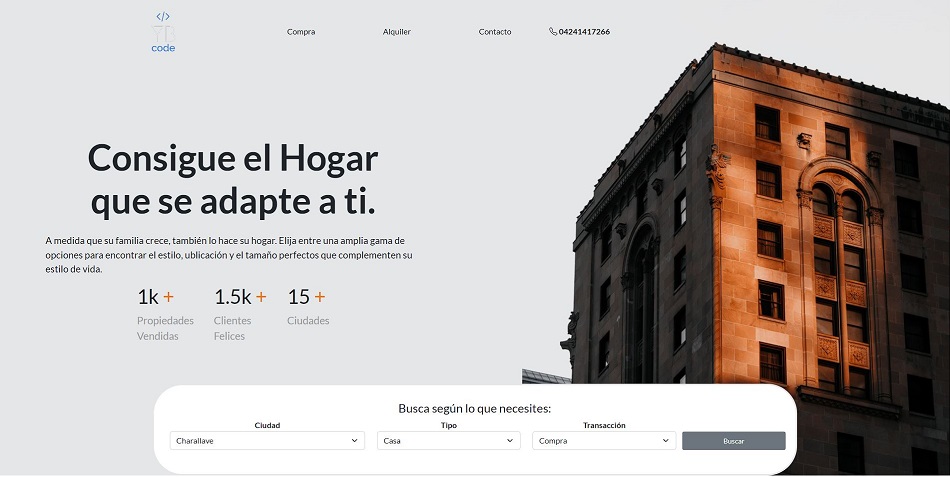 </>
YB
code
Compra
Alquiler
Contacto
04241417266
Consigue el Hogar
que se adapte a ti.
A medida que su familia crece, también lo hace su hogar. Elija entre una amplia gama de
opciones para encontrar el estilo, ublicación y el tamaño perfectos que complementen su
estilo de vida.
1k +
Propiedades
Vendidas
1.5k +
Clientes
Felices
15 +
Ciudades
Busca según lo que necesites:
Ciudad
Charallave
Tipo
Casa
Transacción
Compra
Buscar